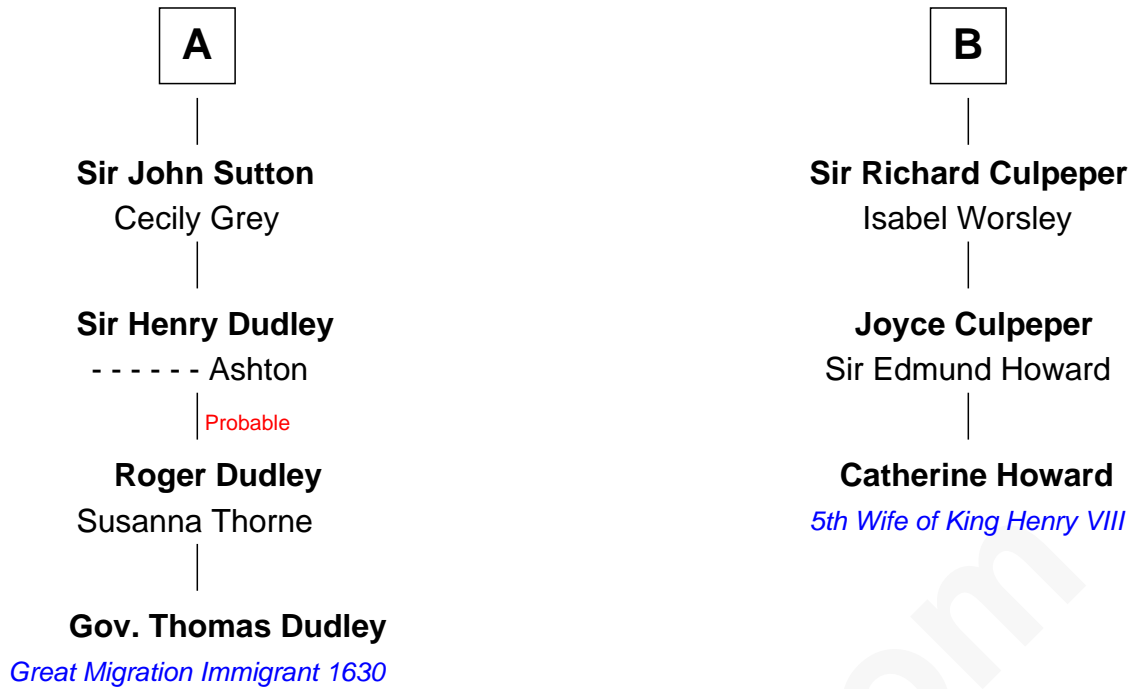 A
Sir John Sutton
Cecily Grey
Sir Henry Dudley
- - - - - - Ashton
Probable
Roger Dudley
Susanna Thorne
Gov. Thomas Dudley
Great Migration Immigrant 1630
B
Sir Richard Culpeper
Isabel Worsley
Joyce Culpeper
Sir Edmund Howard
Catherine Howard
5th Wife of King Henry VIII
om